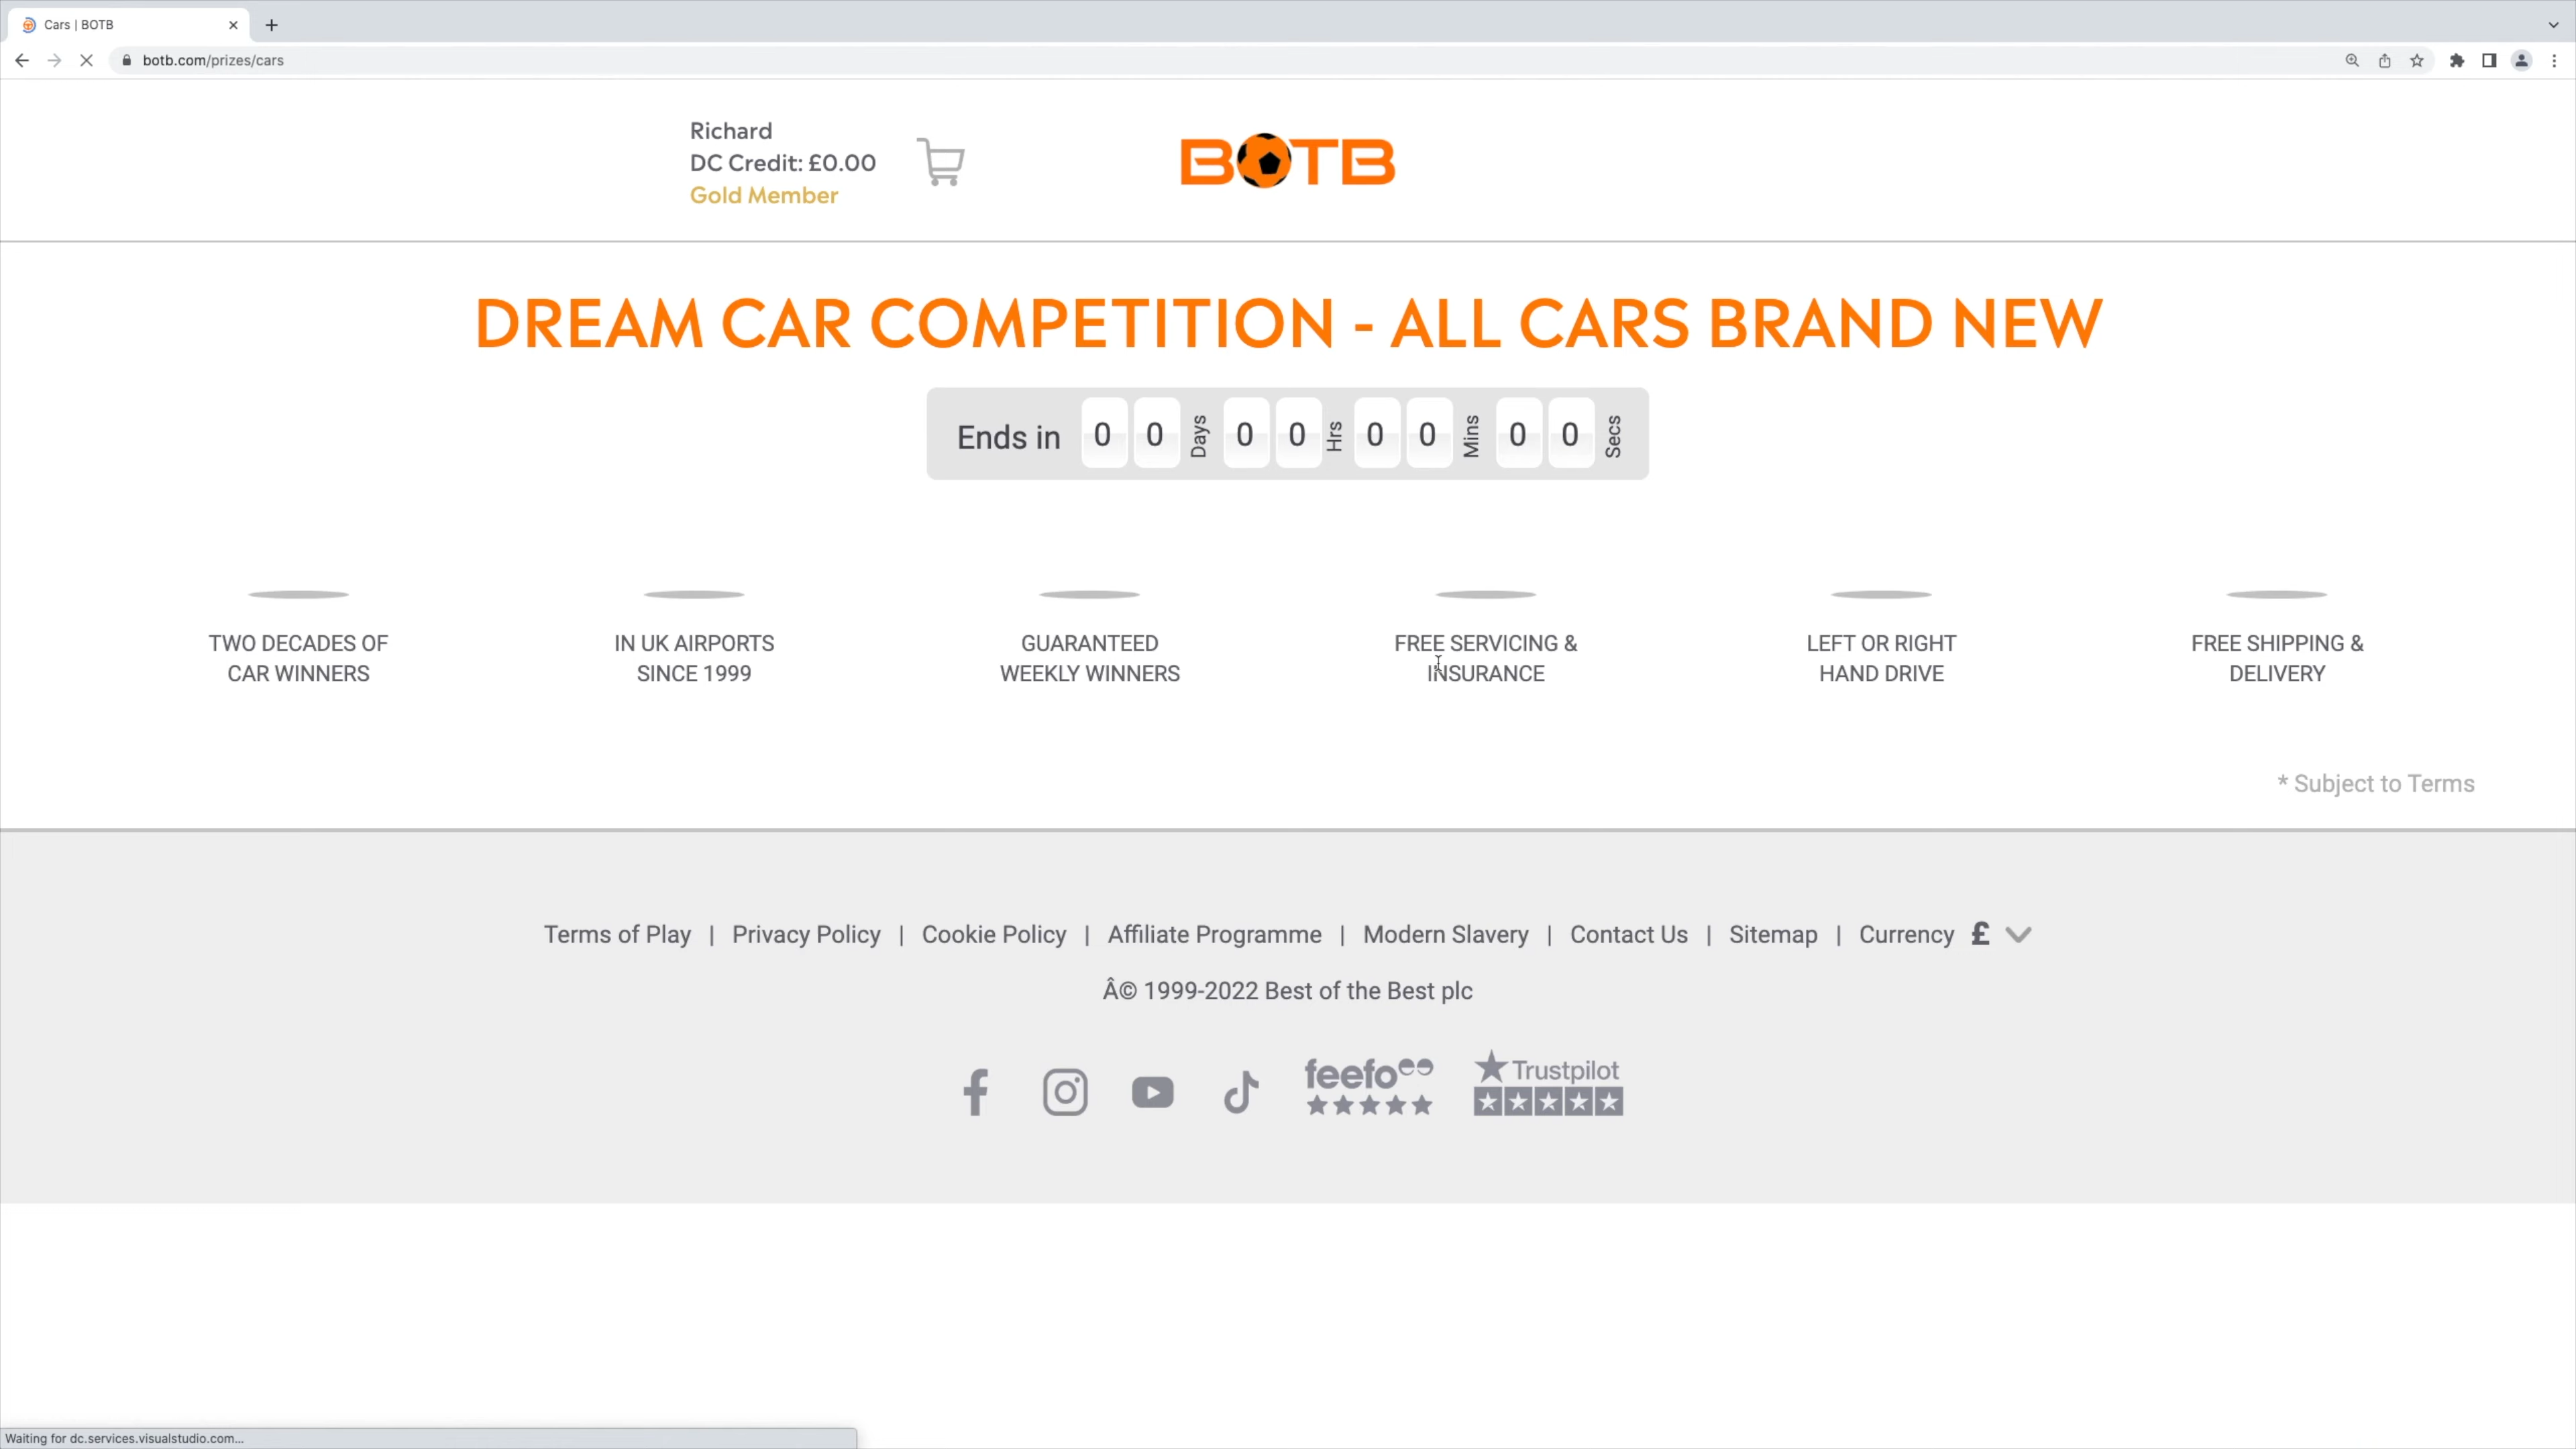 Cars | BOTB
botb.com/prizes/cars
Richard
DC Credit: £0.00
Gold Member
BOTB
DREAM CAR COMPETITION - ALL CARS BRAND NEW
Ends in 0 0 Days 0 0 Hrs 0 0 Mins 0 0 Secs
TWO DECADES OF
CAR WINNERS
IN UK AIRPORTS
SINCE 1999
GUARANTEED
WEEKLY WINNERS
FREE SERVICING &
INSURANCE
LEFT OR RIGHT
HAND DRIVE
FREE SHIPPING &
DELIVERY
* Subject to Terms
Terms of Play | Privacy Policy | Cookie Policy | Affiliate Programme | Modern Slavery | Contact Us | Sitemap | Currency £
Â© 1999-2022 Best of the Best plc
feefo
Trustpilot
Waiting for dc.services.visualstudio.com...